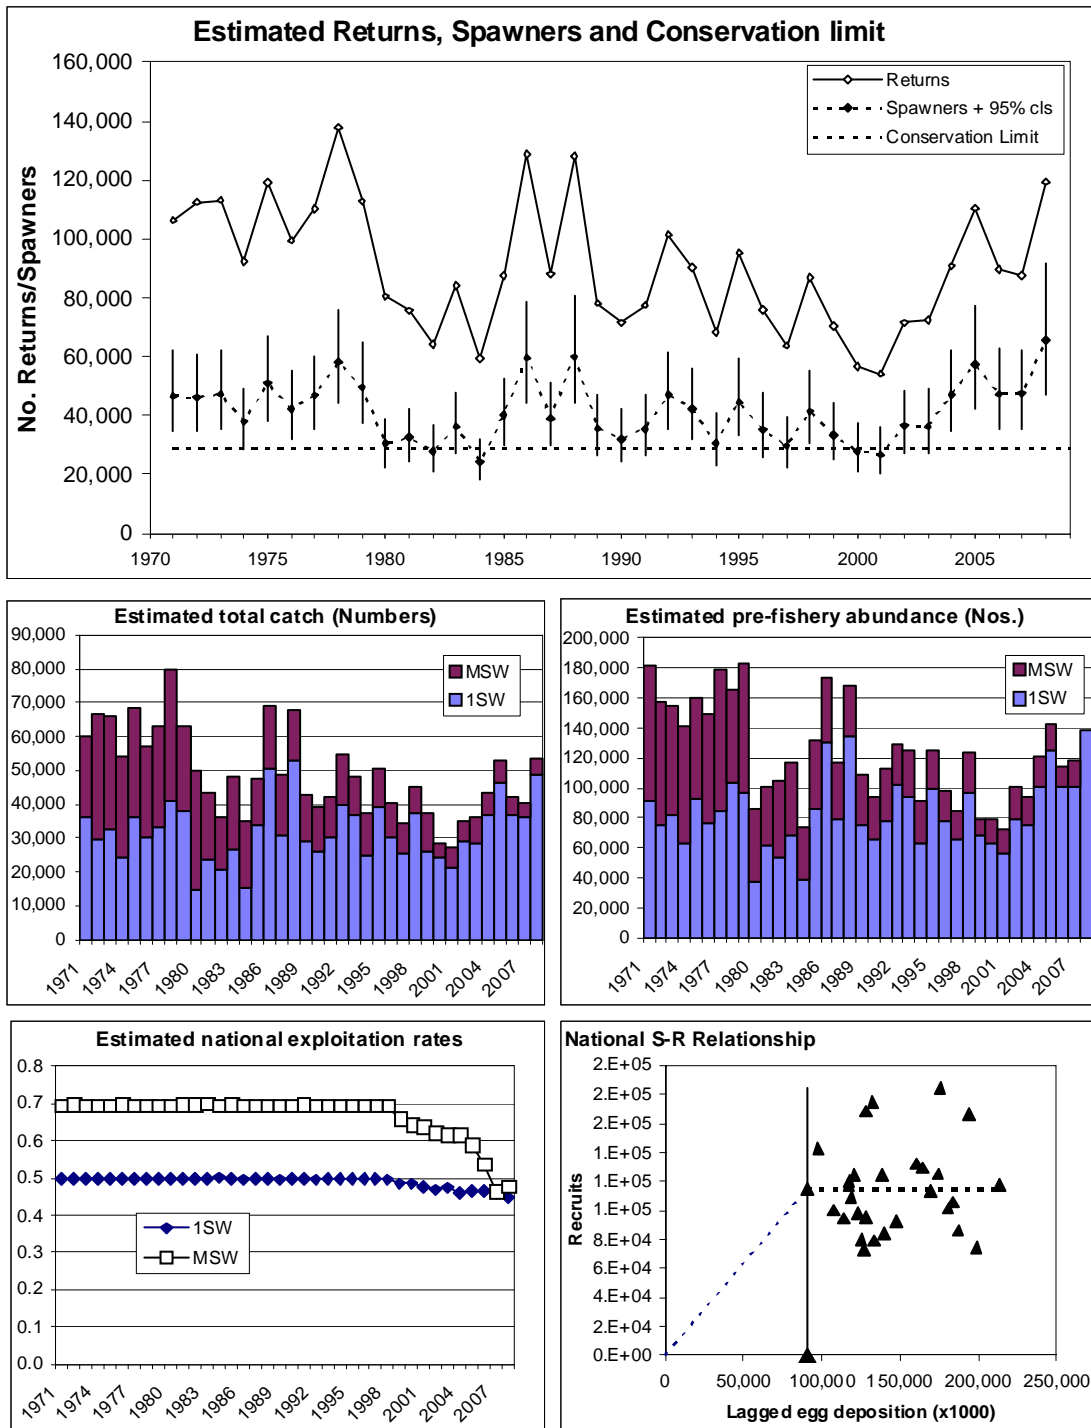 Estimated Returns, Spawners and Conservation limit
No. Returns/Spawners
160,000
140,000
120,000
100,000
80,000
60,000
40,000
20,000
0
Returns
Spawners + 95% cls
Conservation Limit
1970 1975 1980 1985 1990 1995 2000 2005
Estimated total catch (Numbers)
90,000
80,000
70,000
60,000
50,000
40,000
30,000
20,000
10,000
0
MSW
1SW
1971 1974 1977 1980 1983 1986 1989 1992 1995 1998 2001 2004 2007
Estimated pre-fishery abundance (Nos.)
200,000
180,000
160,000
140,000
120,000
100,000
80,000
60,000
40,000
20,000
0
MSW
1SW
1971 1974 1977 1980 1983 1986 1989 1992 1995 1998 2001 2004 2007
Estimated national exploitation rates
0.8
0.7
0.6
0.5
0.4
0.3
0.2
0.1
0.0
1SW
MSW
1971 1974 1977 1980 1983 1986 1989 1992 1995 1998 2001 2004 2007
National S-R Relationship
Recruits
2.E+05
2.E+05
2.E+05
1.E+05
1.E+05
1.E+05
8.E+04
6.E+04
4.E+04
2.E+04
0.E+00
0 50,000 100,000 150,000 200,000 250,000
Lagged egg deposition (x1000)